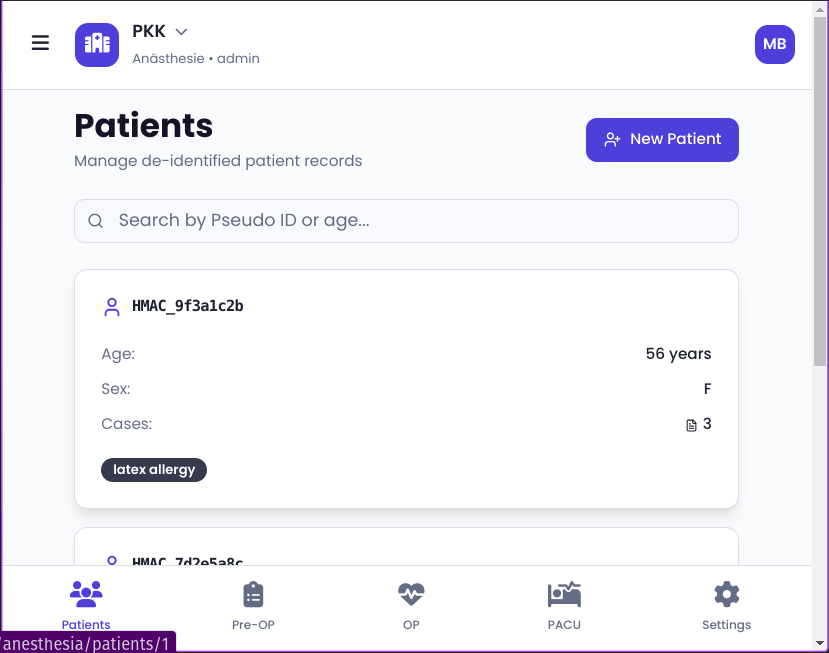 PKK
Anästhesie • admin
MB
Patients
Manage de-identified patient records
New Patient
Search by Pseudo ID or age...
HMAC_9f3a1c2b
Age:
56 years
Sex:
F
Cases:
3
latex allergy
HMAC_7d2e5a8c
Patients
Pre-OP
OP
PACU
Settings
/anesthesia/patients/1